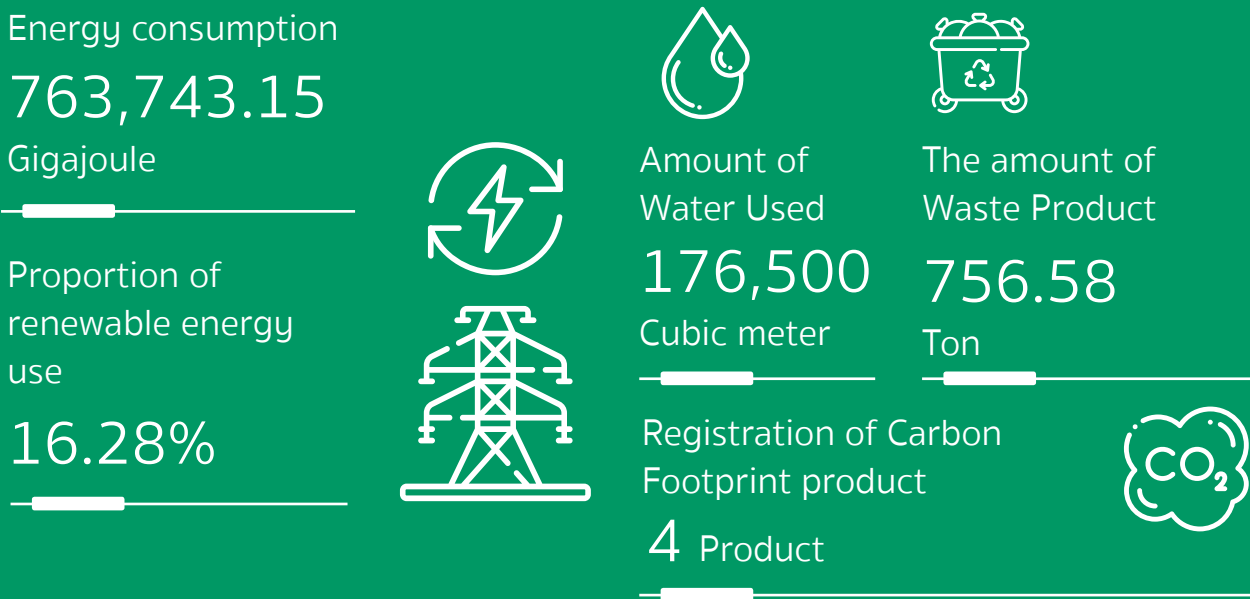 Energy consumption
763,743.15
Gigajoule
Proportion of
renewable energy
use
16.28%
Amount of
Water Used
176,500
Cubic meter
The amount of
Waste Product
756.58
Ton
Registration of Carbon
Footprint product
4 Product
CO2